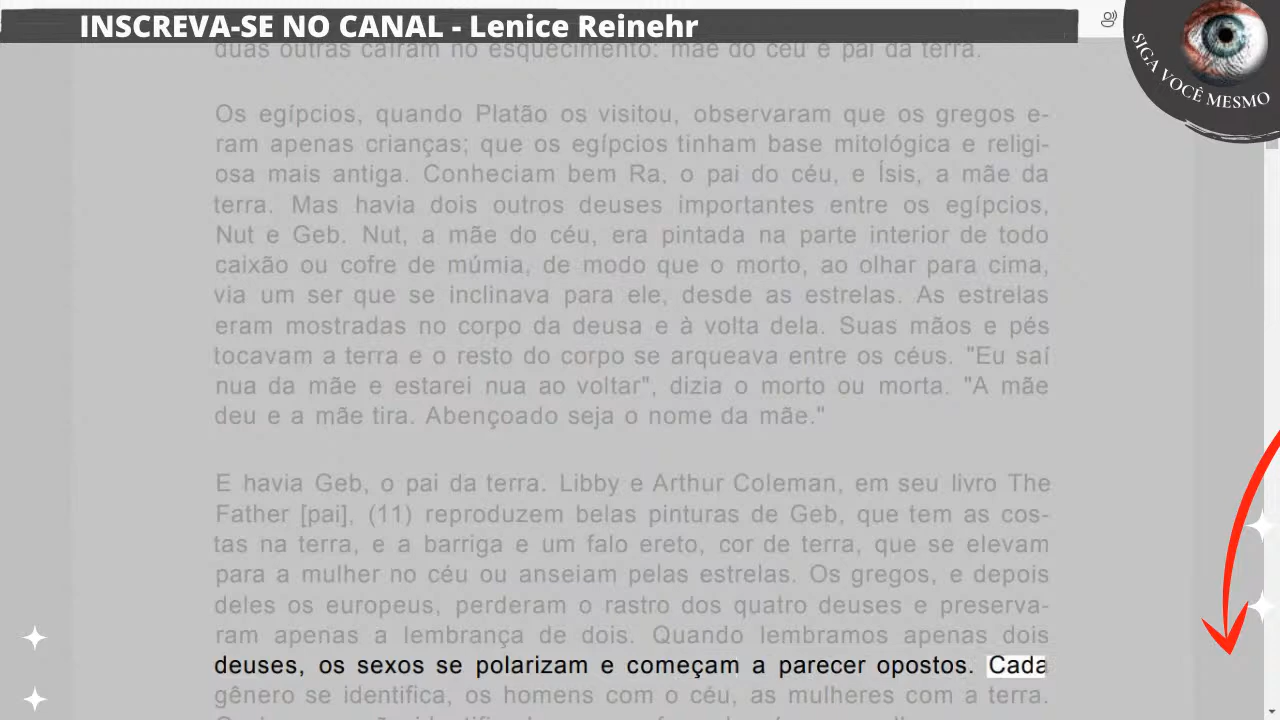 INSCREVA-SE NO CANAL - Lenice Reinehr
SIGA VOCÊ MESMO
duas outras caíram no esquecimento: mãe do céu e pai da terra.
Os egípcios, quando Platão os visitou, observaram que os gregos e-
ram apenas crianças; que os egípcios tinham base mitológica e religi-
osa mais antiga. Conheciam bem Ra, o pai do céu, e Ísis, a mãe da
terra. Mas havia dois outros deuses importantes entre os egípcios,
Nut e Geb. Nut, a mãe do céu, era pintada na parte interior de todo
caixão ou cofre de múmia, de modo que o morto, ao olhar para cima,
via um ser que se inclinava para ele, desde as estrelas. As estrelas
eram mostradas no corpo da deusa e à volta dela. Suas mãos e pés
tocavam a terra e o resto do corpo se arqueava entre os céus. "Eu saí
nua da mãe e estarei nua ao voltar", dizia o morto ou morta. "A mãe
deu e a mãe tira. Abençoado seja o nome da mãe."
E havia Geb, o pai da terra. Libby e Arthur Coleman, em seu livro The
Father [pai], (11) reproduzem belas pinturas de Geb, que tem as cos-
tas na terra, e a barriga e um falo ereto, cor de terra, que se elevam
para a mulher no céu ou anseiam pelas estrelas. Os gregos, e depois
deles os europeus, perderam o rastro dos quatro deuses e preserva-
ram apenas a lembrança de dois. Quando lembramos apenas dois
deuses, os sexos se polarizam e começam a parecer opostos. Cada
gênero se identifica, os homens com o céu, as mulheres com a terra.